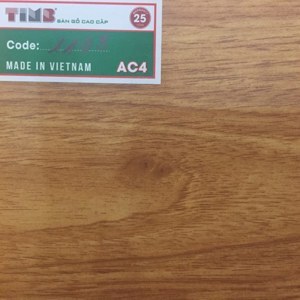 TIMB
SÀN GỖ CAO CẤP
25
Code:
MADE IN VIETNAM
AC4